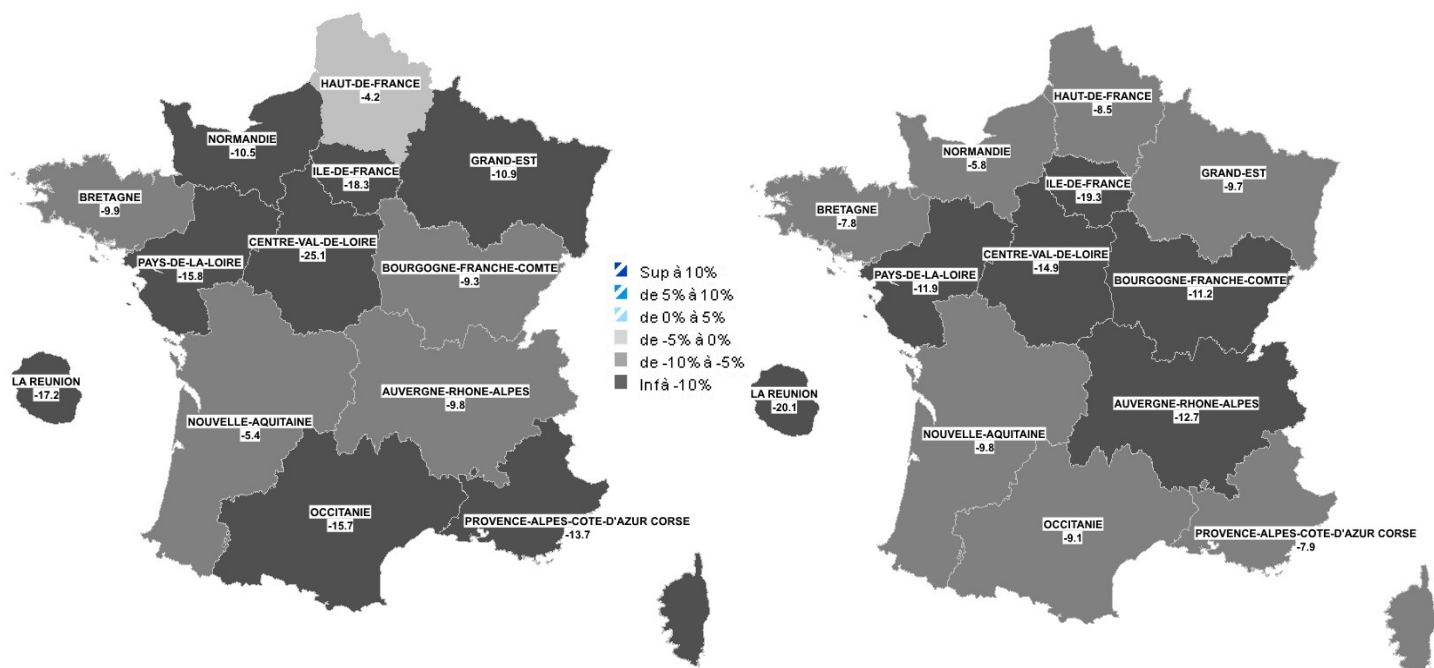 HAUT-DE-FRANCE
-4.2
NORMANDIE
-10.5
ILE-DE-FRANCE
-18.3
GRAND-EST
-10.9
BRETAGNE
-9.9
CENTRE-VAL-DE-LOIRE
-25.1
PAYS-DE-LA-LOIRE
-15.8
BOURGOGNE-FRANCHE-COMTE
-9.3
LA REUNION
-17.2
AUVERGNE-RHONE-ALPES
-9.8
NOUVELLE-AQUITAINE
-5.4
OCCITANIE
-15.7
PROVENCE-ALPES-COTE-D'AZUR CORSE
-13.7
Sup à 10%
de 5% à 10%
de 0% à 5%
de -5% à 0%
de -10% à -5%
Inf à -10%
HAUT-DE-FRANCE
-8.5
NORMANDIE
-5.8
ILE-DE-FRANCE
-19.3
GRAND-EST
-9.7
BRETAGNE
-7.8
CENTRE-VAL-DE-LOIRE
-14.9
PAYS-DE-LA-LOIRE
-11.9
BOURGOGNE-FRANCHE-COMTE
-11.2
LA REUNION
-20.1
AUVERGNE-RHONE-ALPES
-12.7
NOUVELLE-AQUITAINE
-9.8
OCCITANIE
-9.1
PROVENCE-ALPES-COTE-D'AZUR CORSE
-7.9